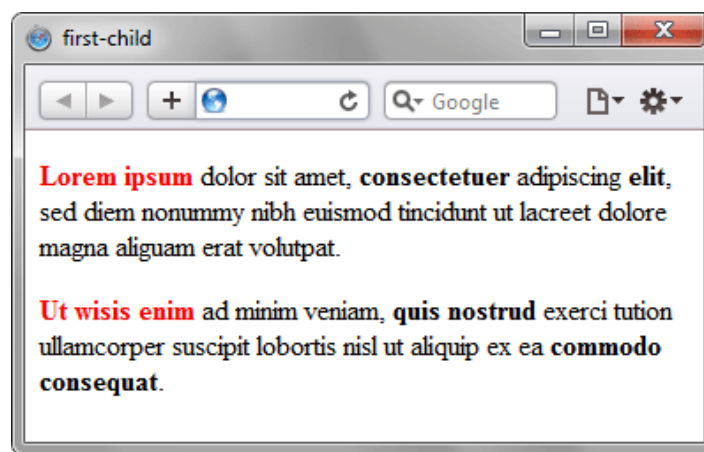 first-child
Google
Lorem ipsum dolor sit amet, consectetuer adipiscing elit,
sed diem nonummy nibh euismod tincidunt ut lacreet dolore
magna aliguam erat volutpat.
Ut wisis enim ad minim veniam, quis nostrud exerci tution
ullamcorper suscipit lobortis nisl ut aliquip ex ea commodo
consequat.